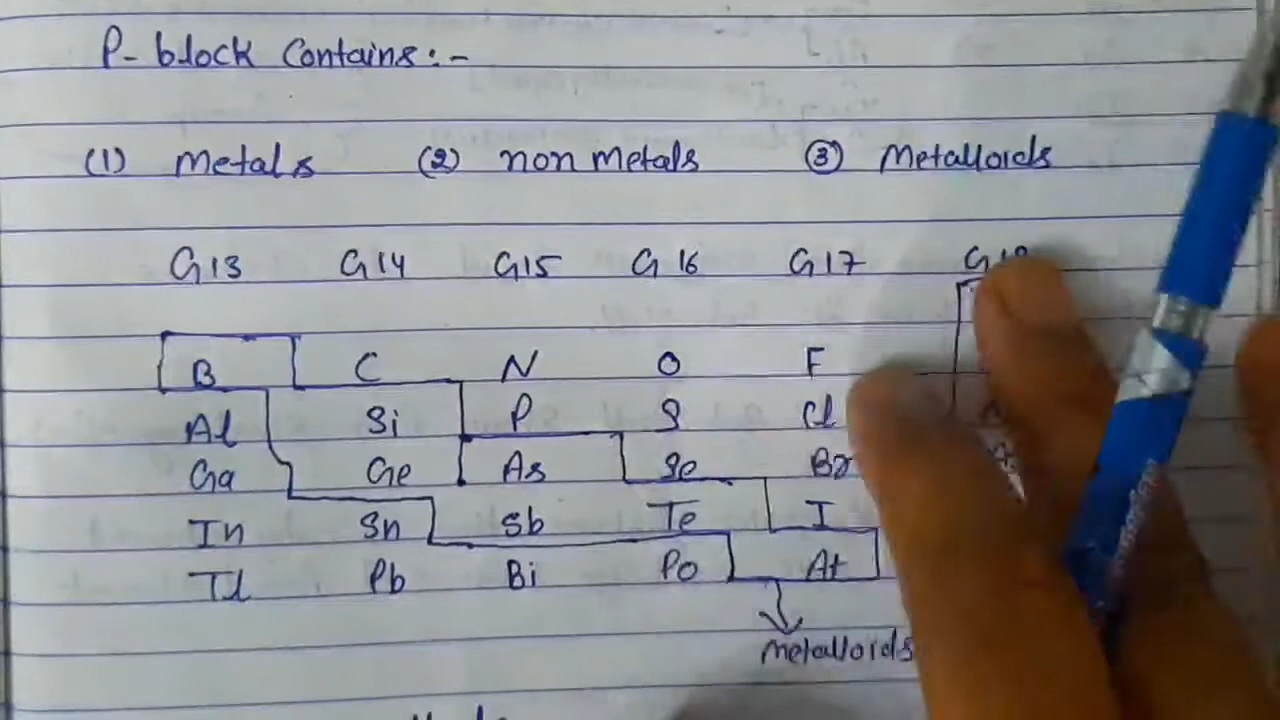 P-block Contains:-
(1) Metals (2) non metals ③ Metalloids
G13 G14 G15 G16 G17
B C N O F
Al Si P S Cl
Ga Ge As Se Br
In Sn Sb Te I
Tl Pb Bi Po At
Metalloids